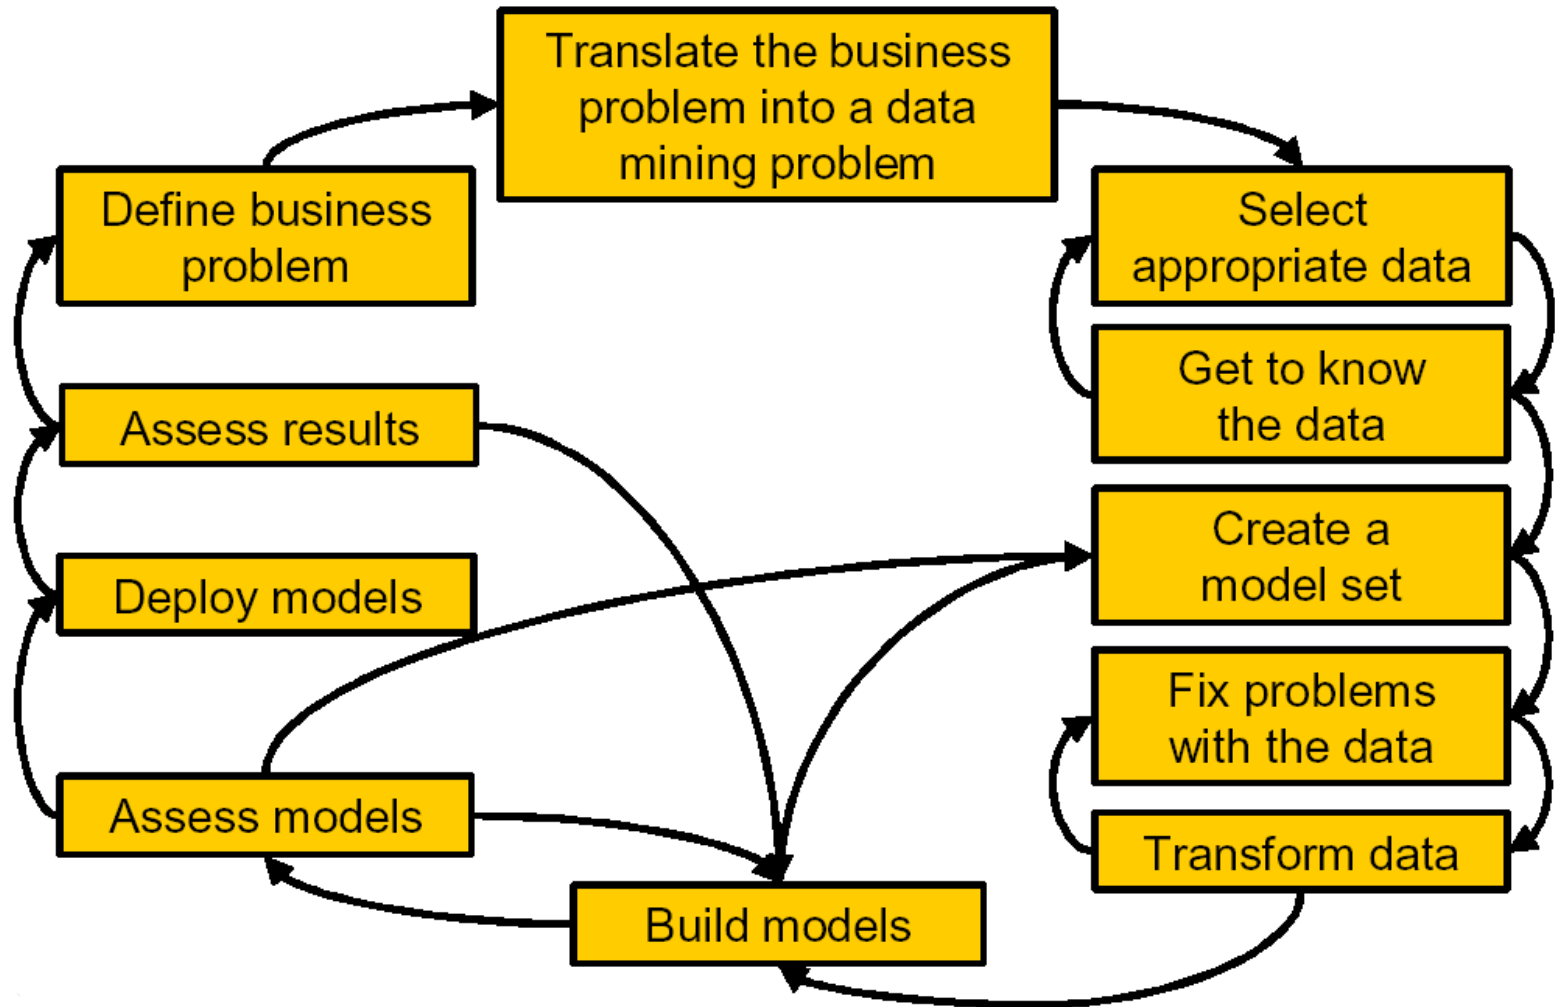 Translate the business
problem into a data
mining problem
Define business
problem
Select
appropriate data
Get to know
the data
Assess results
Create a
model set
Deploy models
Fix problems
with the data
Assess models
Transform data
Build models